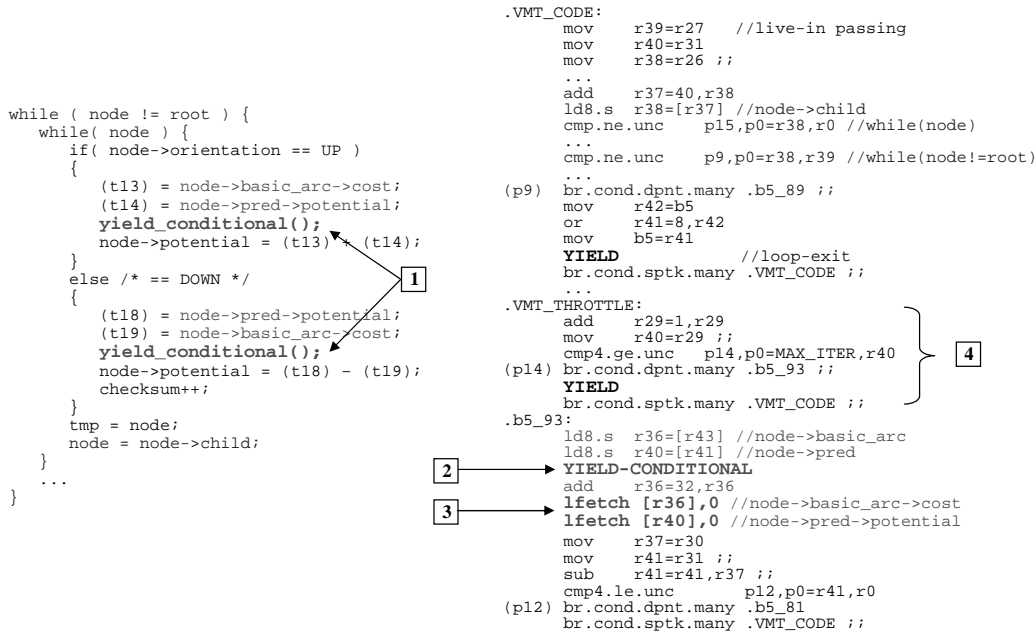 while ( node != root ) {
while( node ) {
if( node->orientation == UP )
{
(t13) = node->basic_arc->cost;
(t14) = node->pred->potential;
yield_conditional();
node->potential = (t13) + (t14);
}
else /* == DOWN */
{
(t18) = node->pred->potential;
(t19) = node->basic_arc->cost;
yield_conditional();
node->potential = (t18) - (t19);
checksum++;
}
tmp = node;
node = node->child;
}
...
}
1
.VMT_CODE:
mov r39=r27 //live-in passing
mov r40=r31
mov r38=r26 ;;
...
add r37=40,r38
ld8.s r38=[r37] //node->child
cmp.ne.unc p15,p0=r38,r0 //while(node)
...
cmp.ne.unc p9,p0=r38,r39 //while(node!=root)
...
(p9) br.cond.dpnt.many .b5_89 ;;
mov r42=b5
or r41=8,r42
mov b5=r41
YIELD //loop-exit
br.cond.sptk.many .VMT_CODE ;;
...
.VMT_THROTTLE:
add r29=1,r29
mov r40=r29 ;;
cmp4.ge.unc p14,p0=MAX_ITER,r40
(p14) br.cond.dpnt.many .b5_93 ;;
YIELD
br.cond.sptk.many .VMT_CODE ;;
4
.b5_93:
ld8.s r36=[r43] //node->basic_arc
ld8.s r40=[r41] //node->pred
2 YIELD-CONDITIONAL
add r36=32,r36
3 lfetch [r36],0 //node->basic_arc->cost
lfetch [r40],0 //node->pred->potential
mov r37=r30
mov r41=r31 ;;
sub r41=r41,r37 ;;
cmp4.le.unc p12,p0=r41,r0
(p12) br.cond.dpnt.many .b5_81
br.cond.sptk.many .VMT_CODE ;;